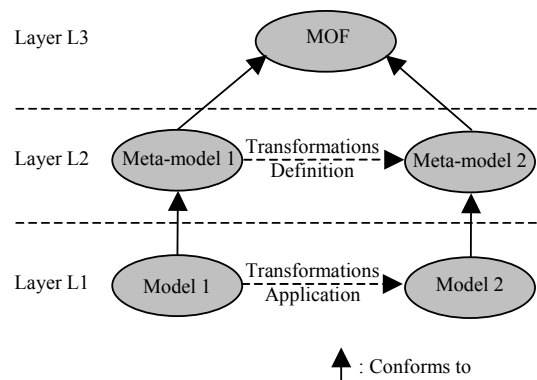 Layer L3
MOF
Layer L2
Meta-model 1
Transformations
Definition
Meta-model 2
Layer L1
Model 1
Transformations
Application
Model 2
: Conforms to